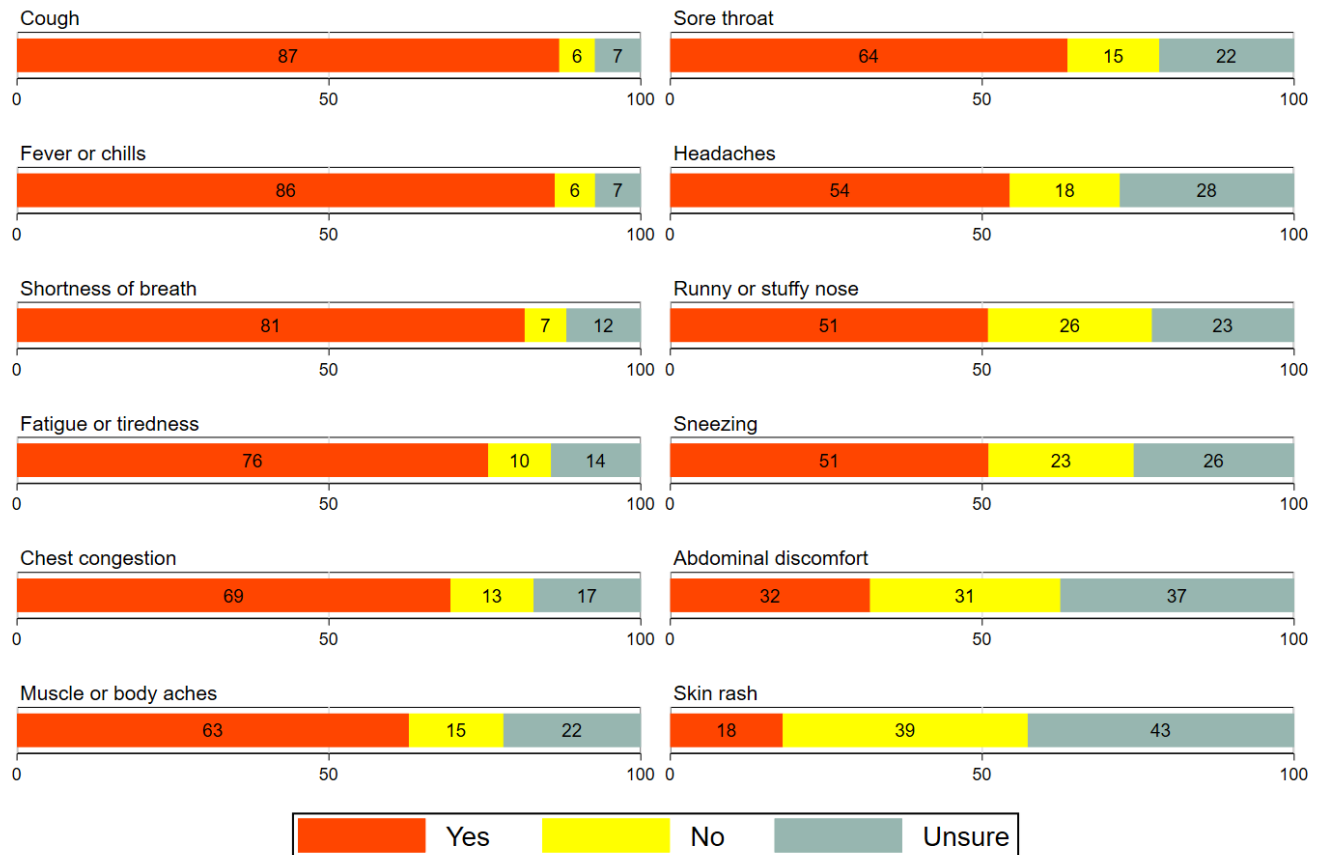 Cough
87 6 7
0 50 100
Fever or chills
86 6 7
0 50 100
Shortness of breath
81 7 12
0 50 100
Fatigue or tiredness
76 10 14
0 50 100
Chest congestion
69 13 17
0 50 100
Muscle or body aches
63 15 22
0 50 100
Sore throat
64 15 22
0 50 100
Headaches
54 18 28
0 50 100
Runny or stuffy nose
51 26 23
0 50 100
Sneezing
51 23 26
0 50 100
Abdominal discomfort
32 31 37
0 50 100
Skin rash
18 39 43
0 50 100
Yes No Unsure